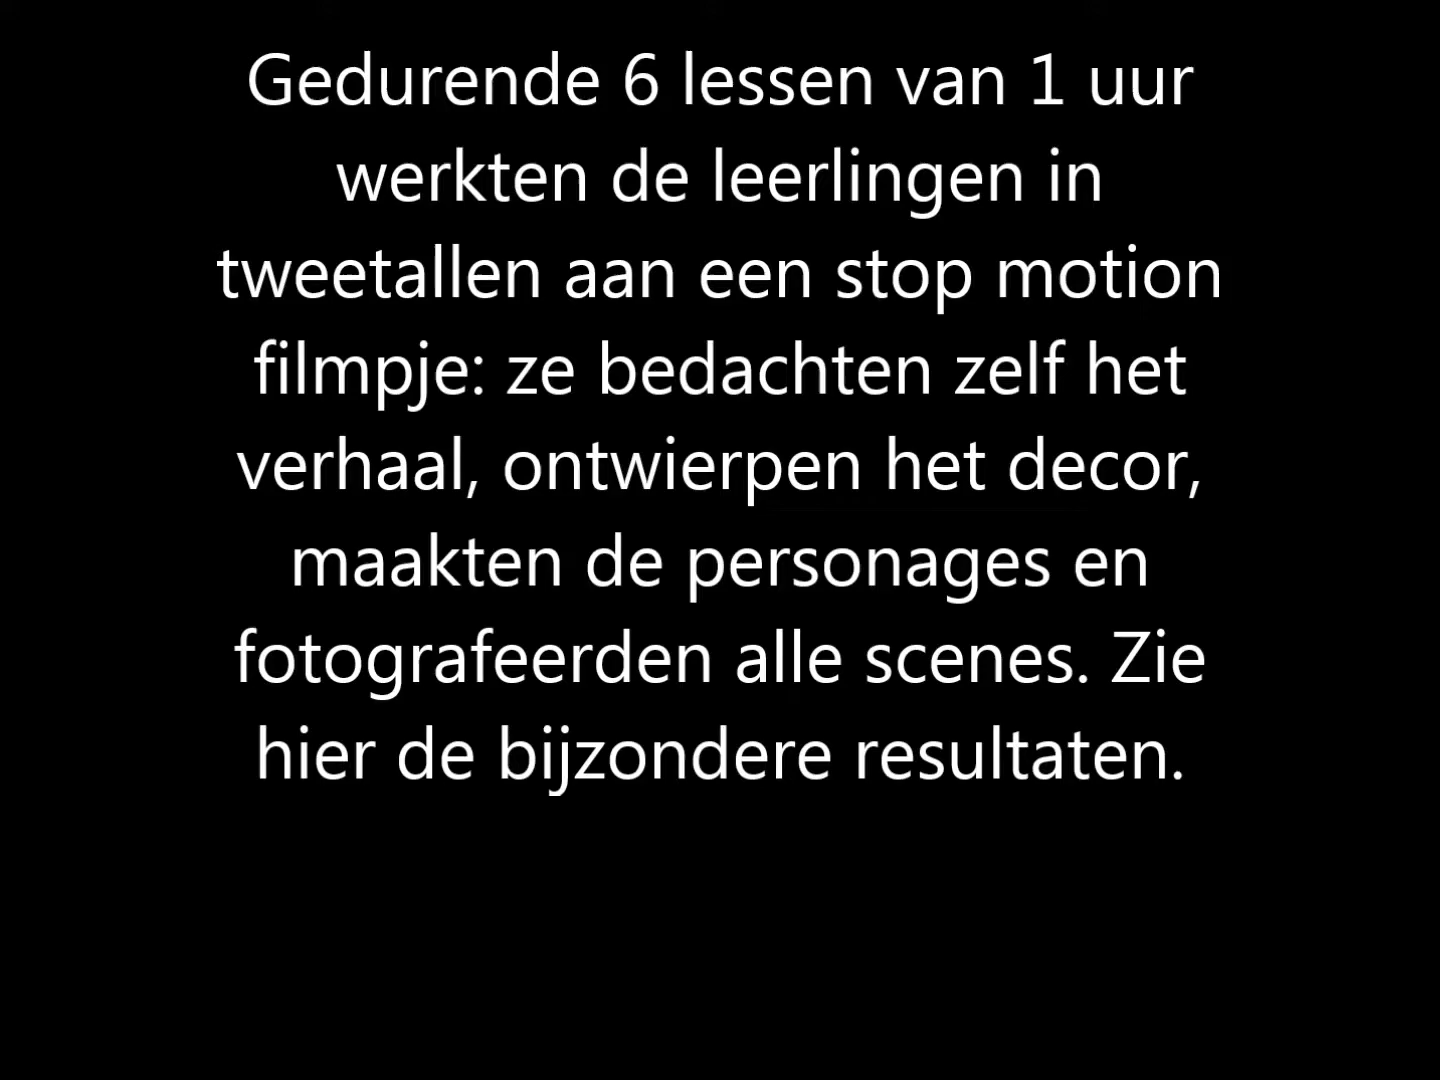 Gedurende 6 lessen van 1 uur
werkten de leerlingen in
tweetallen aan een stop motion
filmpje: ze bedachten zelf het
verhaal, ontwierpen het decor,
maakten de personages en
fotografeerden alle scenes. Zie
hier de bijzondere resultaten.